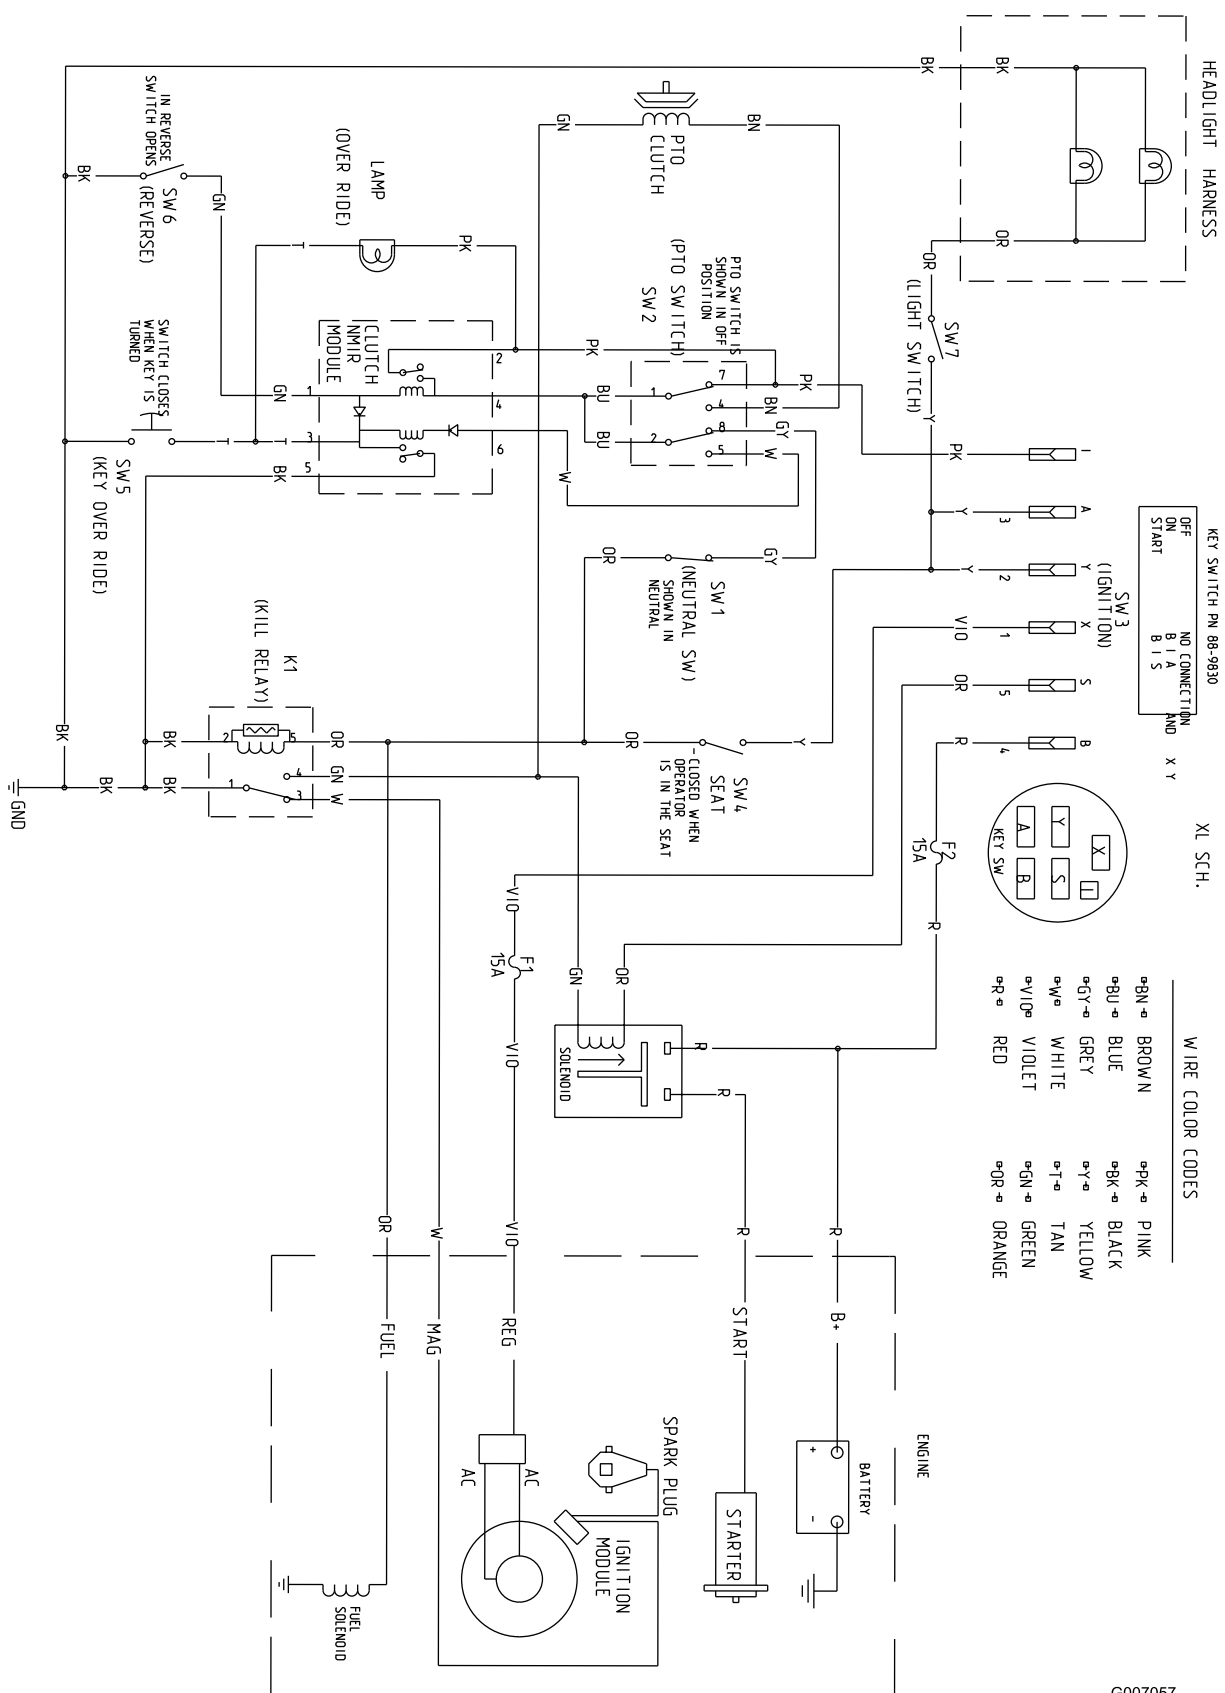 HEADLIGHT HARNESS
BK
BK
OR
OR
SW7
(LIGHT SWITCH)
Y
KEY SWITCH PN 88-9830
OFF NO CONNECTION
ON B I A AND X Y
START B I S
SW3
(IGNITION)
I
PK
A
3
Y
Y
2
Y
X
1
VIO
S
5
OR
B
4
R
XL SCH.
Y
X
S
I
A
B
KEY SW
F2
15A
R
WIRE COLOR CODES
BN BROWN
BU BLUE
GY GREY
W WHITE
VIO VIOLET
R RED
PK PINK
BK BLACK
Y YELLOW
T TAN
GN GREEN
OR ORANGE
GN
PTO
CLUTCH
BN
PTO SWITCH IS
SHOWN IN OFF
POSITION
(PTO SWITCH)
SW2
7
1
4
8
2
5
PK
PK
BN
GY
W
BU
BU
W
GY
SW1
(NEUTRAL SW)
SHOWN IN
NEUTRAL
OR
SW4
SEAT
CLOSED WHEN
OPERATOR
IS IN THE SEAT
Y
OR
LAMP
(OVER RIDE)
T
PK
CLUTCH
NMIR
MODULE
2
1
4
3
6
5
GN
T
T
BK
SWITCH OPENS
IN REVERSE
SW6
(REVERSE)
BK
GN
SWITCH CLOSES
WHEN KEY IS
TURNED
SW5
(KEY OVER RIDE)
K1
(KILL RELAY)
2
5
4
1
3
BK
BK
BK
BK
GND
OR
GN
W
VIO
F1
15A
VIO
GN
OR
SOLENOID
R
R
OR
W
VIO
R
R
FUEL
MAG
REG
START
B+
ENGINE
BATTERY
+
-
STARTER
SPARK PLUG
IGNITION
MODULE
AC
AC
FUEL
SOLENOID